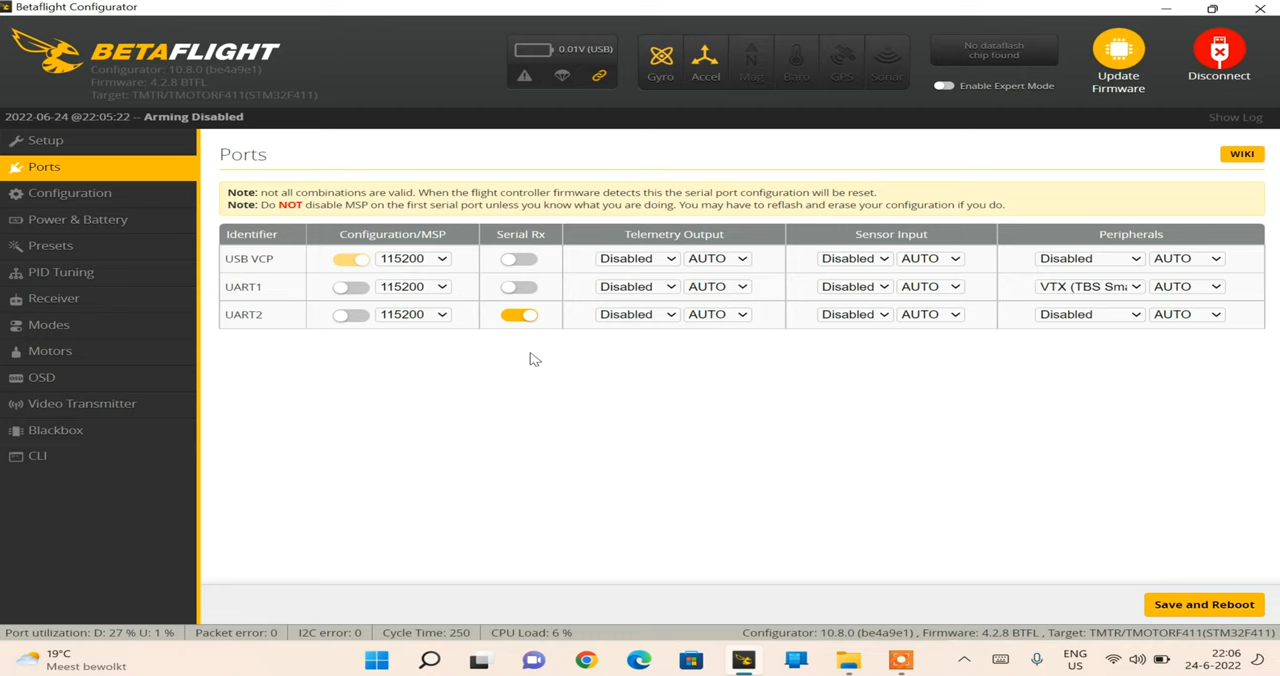 Betaflight Configurator
BETAFLIGHT
Configurator: 10.8.0 (be4a9e1)
Firmware: 4.2.8 BTFL
Target: TMTR/TMOTORF411(STM32F411)
0.01V (USB)
Gyro Accel Mag Baro GPS Sonar
No dataflash
chip found
Enable Expert Mode
Update
Firmware
Disconnect
2022-06-24 @22:05:22 -- Arming Disabled
Show Log
Setup
Ports
Configuration
Power & Battery
Presets
PID Tuning
Receiver
Modes
Motors
OSD
Video Transmitter
Blackbox
CLI
Ports
WIKI
Note: not all combinations are valid. When the flight controller firmware detects this the serial port configuration will be reset.
Note: Do NOT disable MSP on the first serial port unless you know what you are doing. You may have to reflash and erase your configuration if you do.
Identifier Configuration/MSP Serial Rx Telemetry Output Sensor Input Peripherals
USB VCP 115200 Disabled AUTO Disabled AUTO Disabled AUTO
UART1 115200 Disabled AUTO Disabled AUTO VTX (TBS Sma AUTO
UART2 115200 Disabled AUTO Disabled AUTO Disabled AUTO
Save and Reboot
Port utilization: D: 27 % U: 1 % Packet error: 0 I2C error: 0 Cycle Time: 250 CPU Load: 6 % Configurator: 10.8.0 (be4a9e1) , Firmware: 4.2.8 BTFL , Target: TMTR/TMOTORF411(STM32F411)
19°C
Meest bewolkt
ENG
US
22:06
24-6-2022